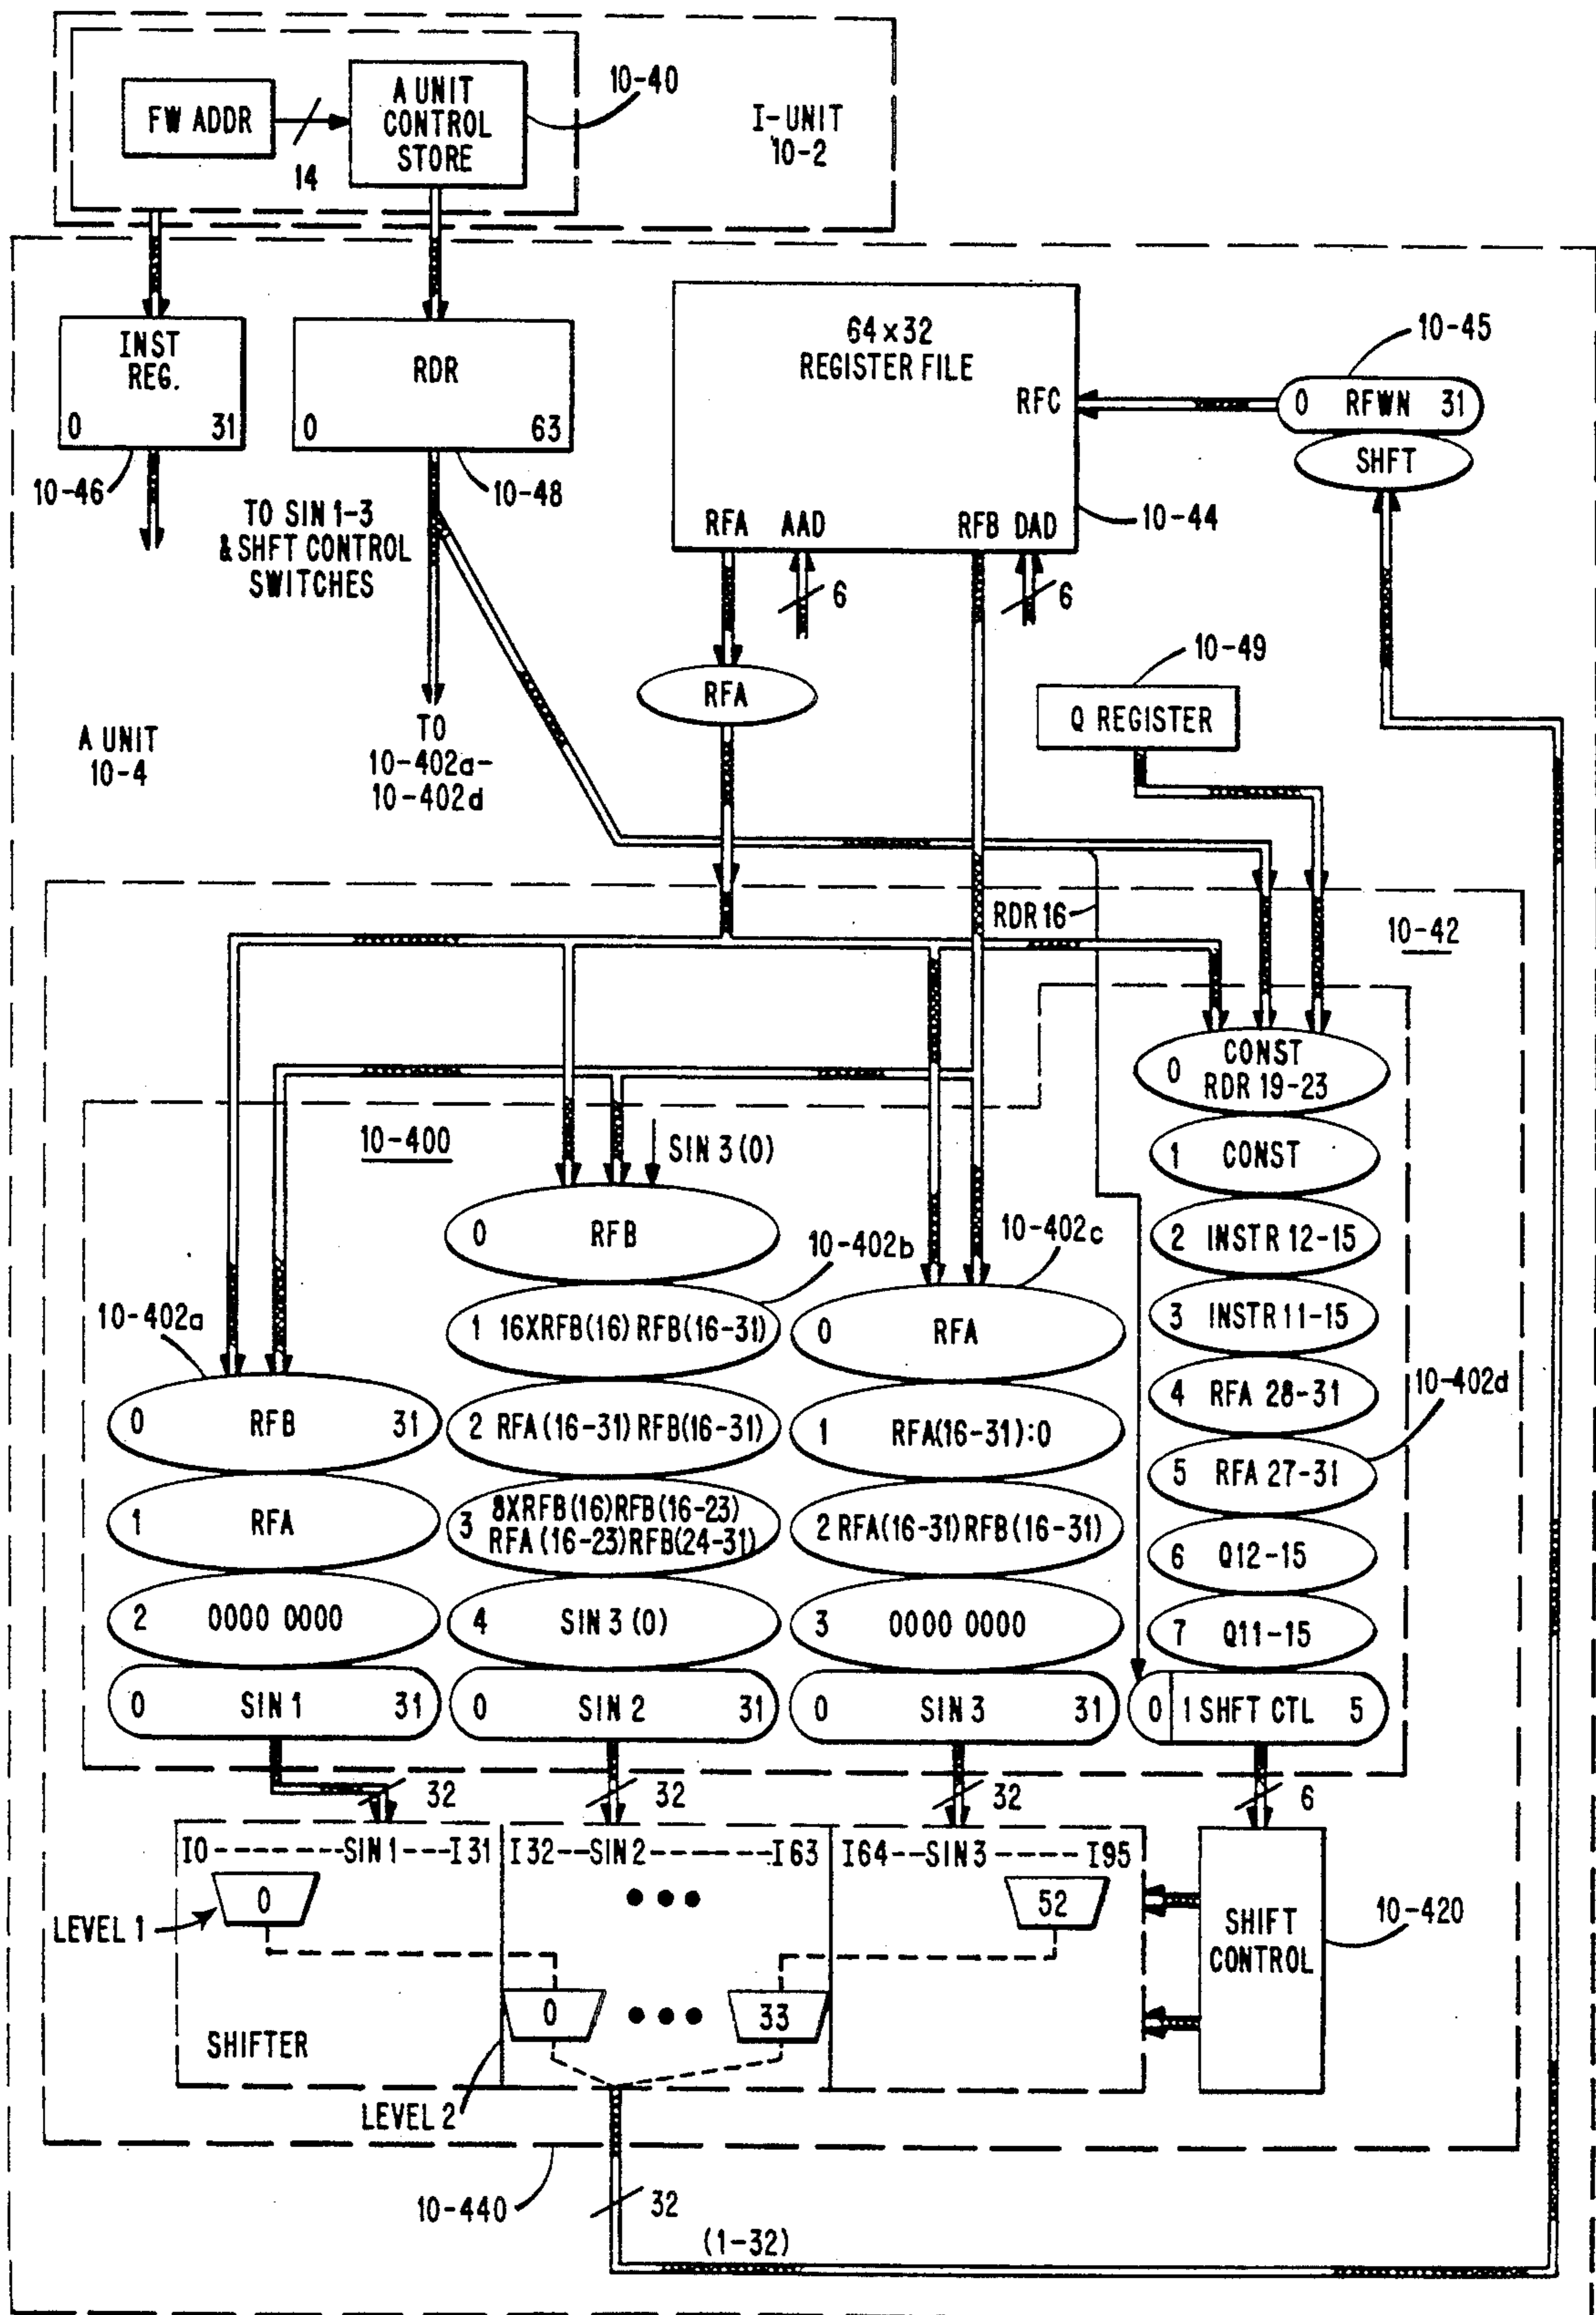 FW ADDR
14
A UNIT
CONTROL
STORE
10-40
I-UNIT
10-2
INST
REG.
0 31
10-46
RDR
0 63
10-48
64x32
REGISTER FILE
RFC
RFA AAD RFB DAD
6
6
10-44
10-45
0 RFWN 31
SHFT
TO SIN 1-3
& SHFT CONTROL
SWITCHES
RFA
10-49
Q REGISTER
A UNIT
10-4
TO
10-402a-
10-402d
RDR 16
10-42
10-400
SIN 3 (0)
10-402a
0 RFB 31
1 RFA
2 0000 0000
0 SIN 1 31
0 RFB
10-402b
1 16XRFB(16) RFB(16-31)
2 RFA (16-31) RFB(16-31)
3 8XRFB(16)RFB(16-23)
RFA (16-23)RFB(24-31)
4 SIN 3 (0)
0 SIN 2 31
10-402c
0 RFA
1 RFA(16-31):0
2 RFA(16-31)RFB(16-31)
3 0000 0000
0 SIN 3 31
0 CONST
RDR 19-23
1 CONST
2 INSTR 12-15
3 INSTR 11-15
4 RFA 28-31
10-402d
5 RFA 27-31
6 Q12-15
7 Q11-15
0 1 SHFT CTL 5
32
32
32
6
I0--------SIN 1---I31
I32--SIN 2-------I63
I64--SIN 3---- I95
0
52
LEVEL 1
0
33
SHIFTER
LEVEL 2
SHIFT
CONTROL
10-420
10-440
32
(1-32)